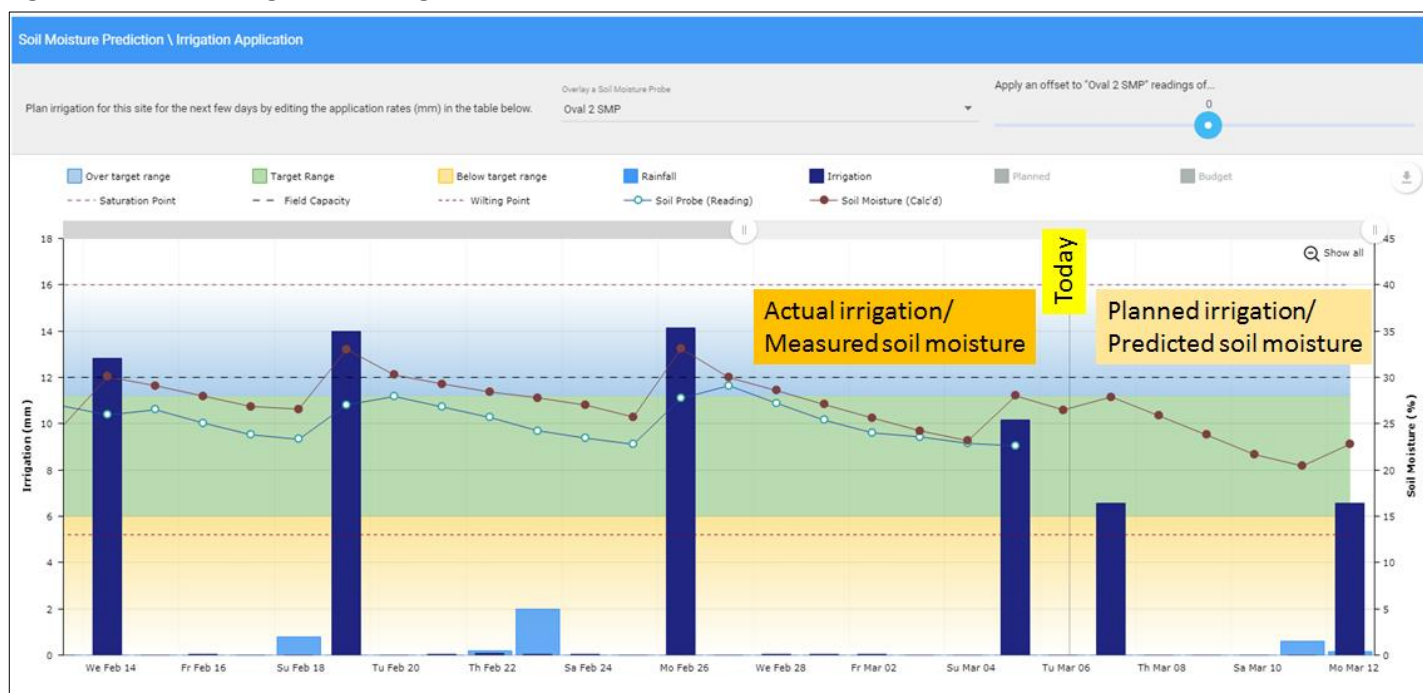 Soil Moisture Prediction \ Irrigation Application
Plan irrigation for this site for the next few days by editing the application rates (mm) in the table below.
Overlay a Soil Moisture Probe
Oval 2 SMP
Apply an offset to "Oval 2 SMP" readings of...
0
Over target range
Target Range
Below target range
Rainfall
Irrigation
Planned
Budget
Saturation Point
Field Capacity
Wilting Point
Soil Probe (Reading)
Soil Moisture (Calc'd)
Show all
Today
Actual irrigation/
Measured soil moisture
Planned irrigation/
Predicted soil moisture
Irrigation (mm)
18
16
14
12
10
8
6
4
2
0
Soil Moisture (%)
45
40
35
30
25
20
15
10
5
0
We Feb 14
Fr Feb 16
Su Feb 18
Tu Feb 20
Th Feb 22
Sa Feb 24
Mo Feb 26
We Feb 28
Fr Mar 02
Su Mar 04
Tu Mar 06
Th Mar 08
Sa Mar 10
Mo Mar 12